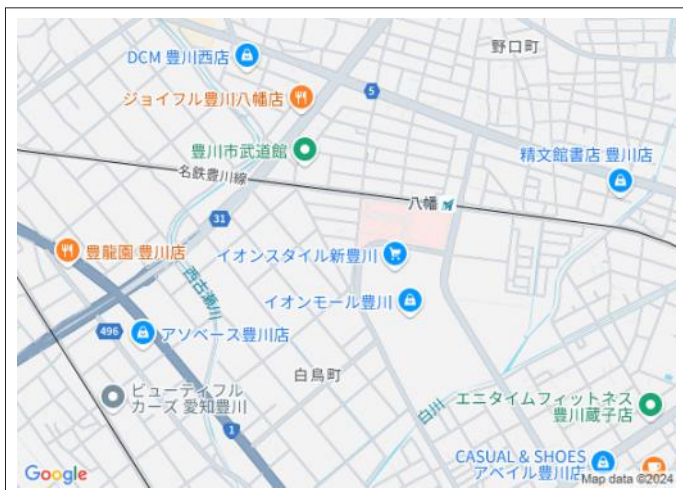 野口町
DCM 豊川西店
5
ジョイフル豊川八幡店
豊川市武道館
精文館書店 豊川店
名鉄豊川線
八幡
31
豊龍園 豊川店
イオンスタイル新豊川
西古瀬川
イオンモール豊川
496
アソベース豊川店
白鳥町
ビューティフル
カーズ 愛知豊川
エニタイムフィットネス
豊川蔵子店
白川
1
CASUAL & SHOES
アベイル豊川店
Google
Map data ©2024